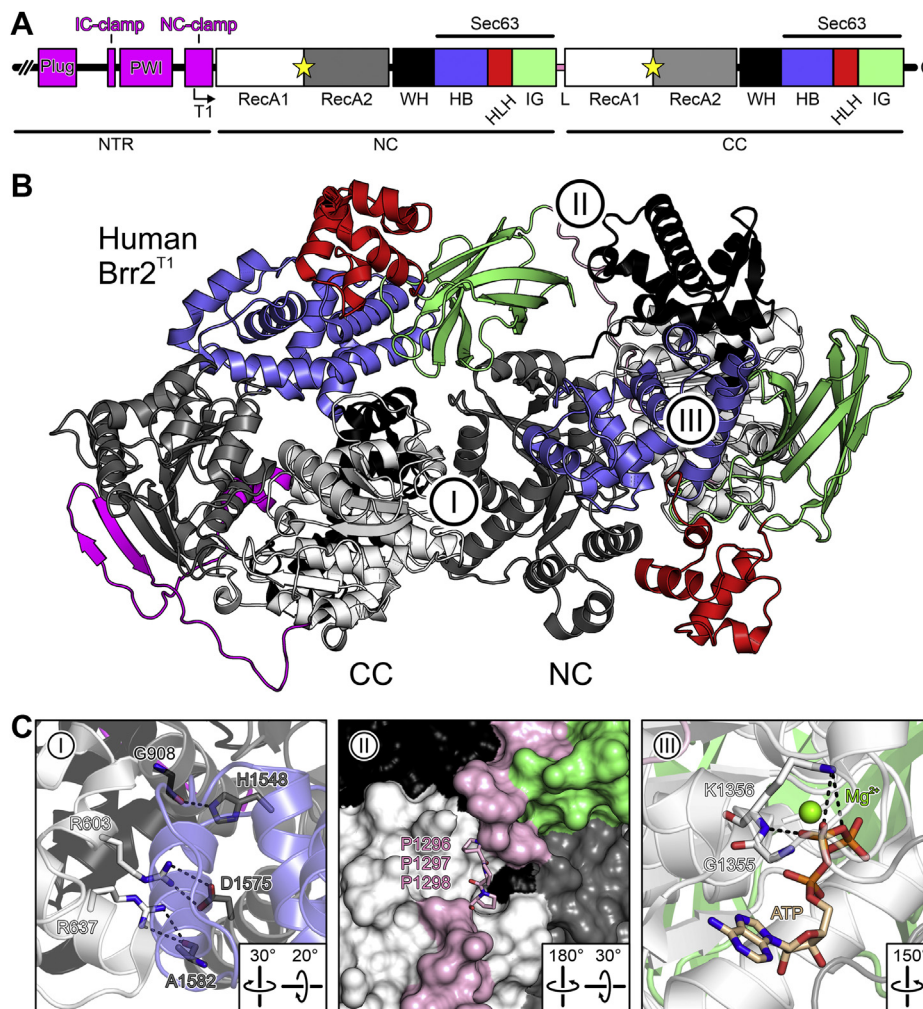 A
Sec63
Sec63
IC-clamp
NC-clamp
Plug
PWI
T1
RecA1
RecA2
WH
HB
HLH
IG
L
RecA1
RecA2
WH
HB
HLH
IG
NTR
NC
CC
B
Human
Brr2T1
I
II
III
CC
NC
C
I
G908
H1548
R603
D1575
R637
A1582
30° 20°
II
P1296
P1297
P1298
180° 30°
III
K1356
Mg2+
G1355
ATP
150°